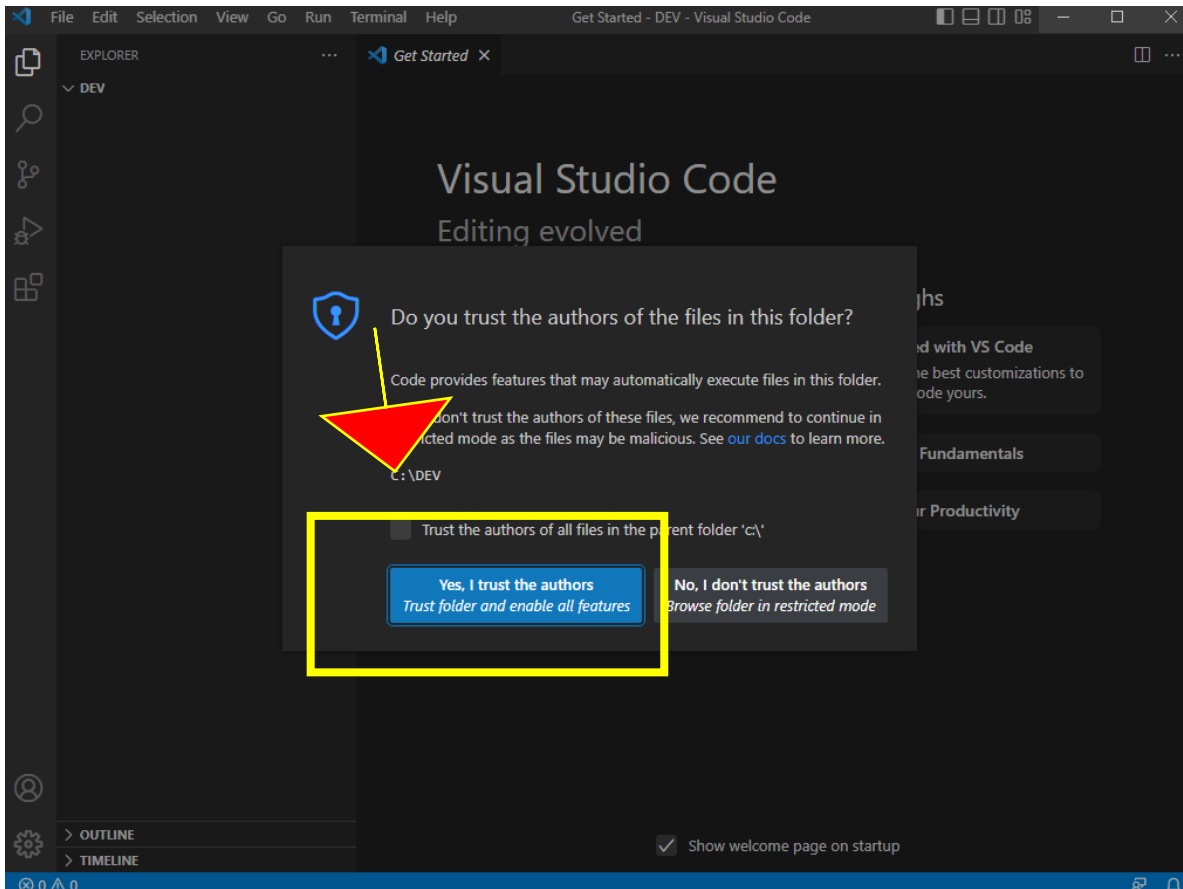 File Edit Selection View Go Run Terminal Help Get Started - DEV - Visual Studio Code
EXPLORER
Get Started
DEV
Visual Studio Code
Editing evolved
Do you trust the authors of the files in this folder?
Code provides features that may automatically execute files in this folder.
don't trust the authors of these files, we recommend to continue in
icted mode as the files may be malicious. See our docs to learn more.
C:\DEV
Trust the authors of all files in the parent folder 'c:\'
Yes, I trust the authors
Trust folder and enable all features
No, I don't trust the authors
Browse folder in restricted mode
ghs
ed with VS Code
he best customizations to
ode yours.
Fundamentals
ur Productivity
OUTLINE
TIMELINE
Show welcome page on startup
0 0